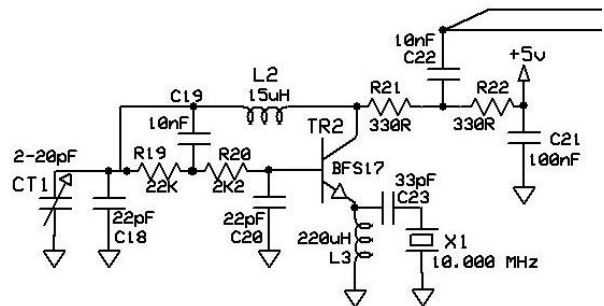 10nF
C22
+5v
L2
15uH
C19
10nF
R21
330R
R22
330R
TR2
BFS17
C21
100nF
2-20pF
CT1
R19
22K
R20
2K2
22pF
C18
22pF
C20
33pF
C23
220uH
L3
X1
10.000 MHz